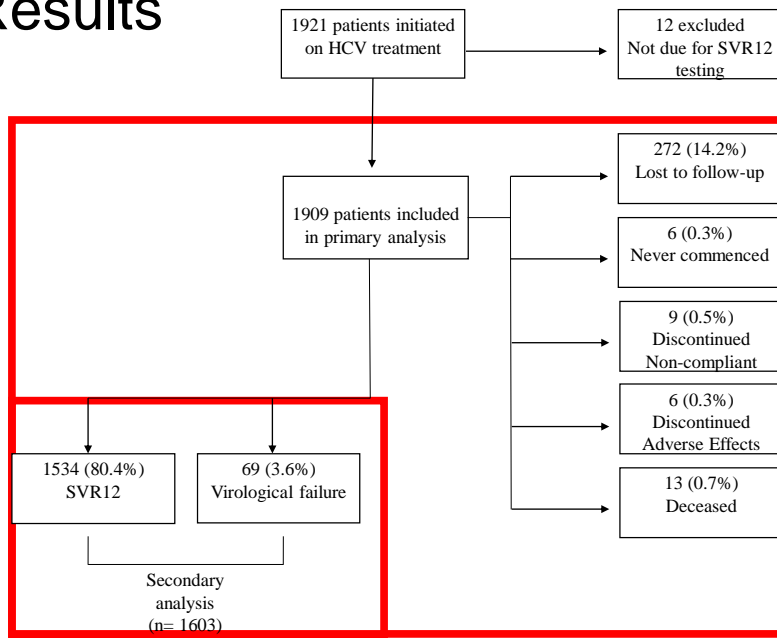 Results
1921 patients initiated
on HCV treatment
12 excluded
Not due for SVR12
testing
272 (14.2%)
Lost to follow-up
1909 patients included
in primary analysis
6 (0.3%)
Never commenced
9 (0.5%)
Discontinued
Non-compliant
6 (0.3%)
Discontinued
Adverse Effects
1534 (80.4%)
SVR12
69 (3.6%)
Virological failure
13 (0.7%)
Deceased
Secondary
analysis
(n= 1603)